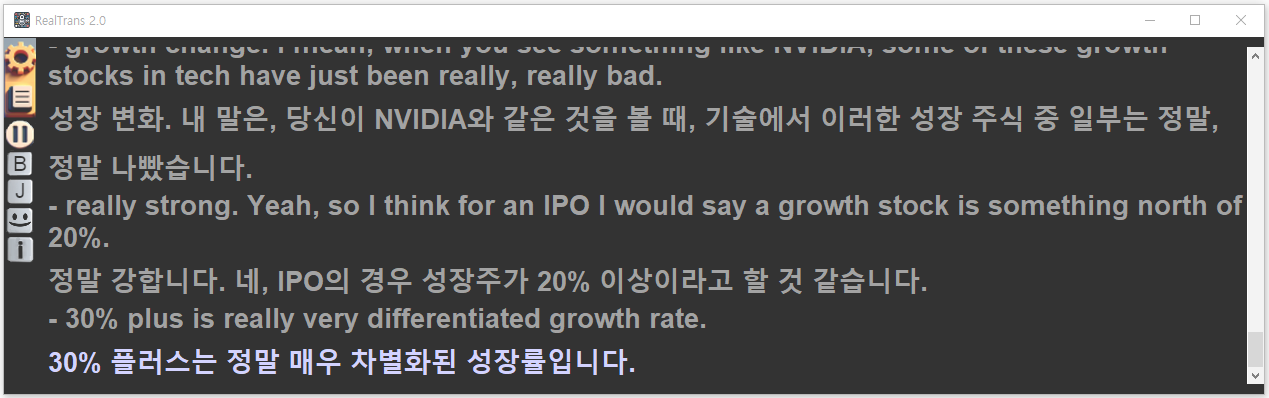 RealTrans 2.0
- growth change. I mean, when you see something like NVIDIA, some of these growth
stocks in tech have just been really, really bad.
성장 변화. 내 말은, 당신이 NVIDIA와 같은 것을 볼 때, 기술에서 이러한 성장 주식 중 일부는 정말,
정말 나빴습니다.
B
- really strong. Yeah, so I think for an IPO I would say a growth stock is something north of
J
20%.
i
정말 강합니다. 네, IPO의 경우 성장주가 20% 이상이라고 할 것 같습니다.
- 30% plus is really very differentiated growth rate.
30% 플러스는 정말 매우 차별화된 성장률입니다.